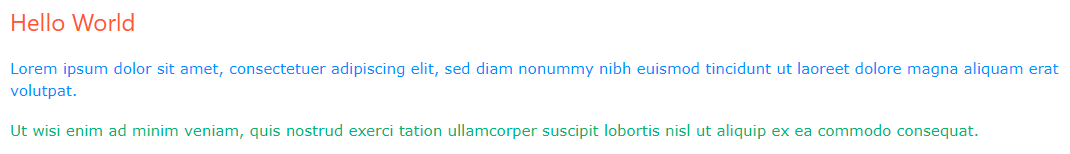 Hello World
Lorem ipsum dolor sit amet, consectetuer adipiscing elit, sed diam nonummy nibh euismod tincidunt ut laoreet dolore magna aliquam erat
volutpat.
Ut wisi enim ad minim veniam, quis nostrud exerci tation ullamcorper suscipit lobortis nisl ut aliquip ex ea commodo consequat.